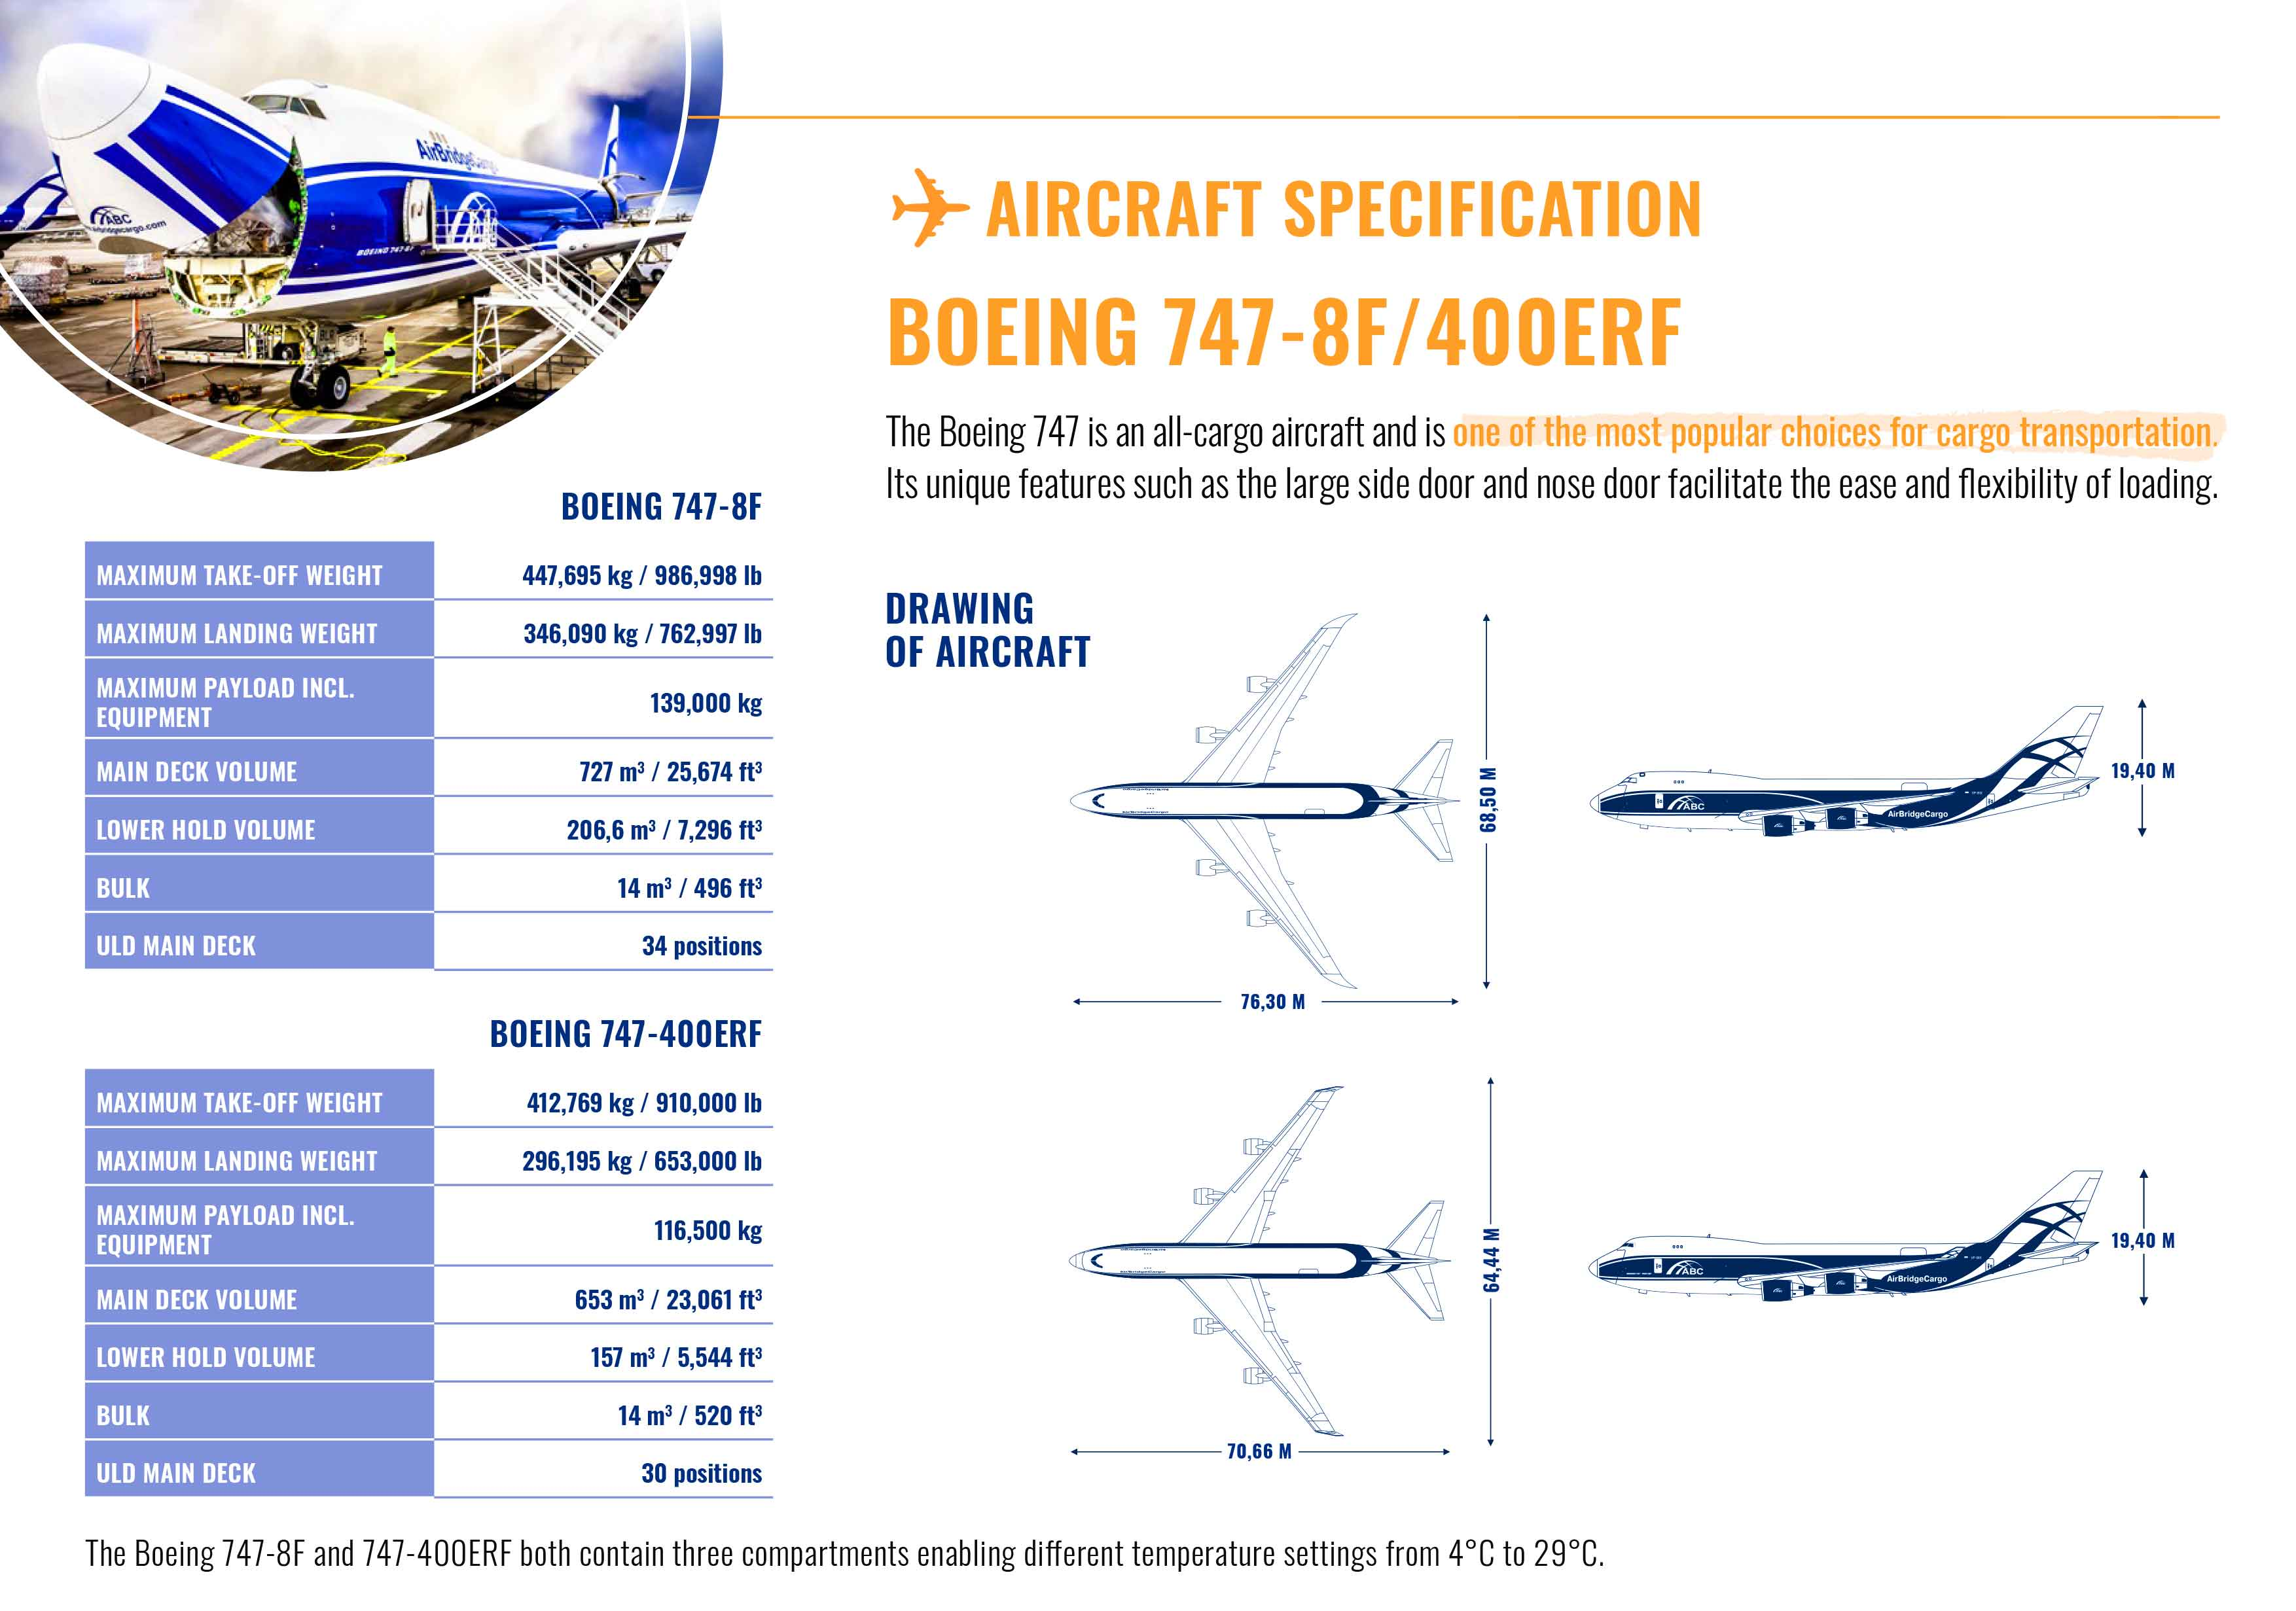 AirBridgeCargo
ABC
airbridgecargo.com
BOEING 747-8F
AIRCRAFT SPECIFICATION
BOEING 747-8F/400ERF
The Boeing 747 is an all-cargo aircraft and is one of the most popular choices for cargo transportation.
Its unique features such as the large side door and nose door facilitate the ease and flexibility of loading.
BOEING 747-8F
MAXIMUM TAKE-OFF WEIGHT 447,695 kg / 986,998 lb
MAXIMUM LANDING WEIGHT 346,090 kg / 762,997 lb
MAXIMUM PAYLOAD INCL.
EQUIPMENT 139,000 kg
MAIN DECK VOLUME 727 m³ / 25,674 ft³
LOWER HOLD VOLUME 206,6 m³ / 7,296 ft³
BULK 14 m³ / 496 ft³
ULD MAIN DECK 34 positions
BOEING 747-400ERF
MAXIMUM TAKE-OFF WEIGHT 412,769 kg / 910,000 lb
MAXIMUM LANDING WEIGHT 296,195 kg / 653,000 lb
MAXIMUM PAYLOAD INCL.
EQUIPMENT 116,500 kg
MAIN DECK VOLUME 653 m³ / 23,061 ft³
LOWER HOLD VOLUME 157 m³ / 5,544 ft³
BULK 14 m³ / 520 ft³
ULD MAIN DECK 30 positions
DRAWING
OF AIRCRAFT
AirBridgeCargo
68,50 M
76,30 M
ABC
AirBridgeCargo
19,40 M
AirBridgeCargo
64,44 M
70,66 M
ABC
AirBridgeCargo
19,40 M
The Boeing 747-8F and 747-400ERF both contain three compartments enabling different temperature settings from 4°C to 29°C.